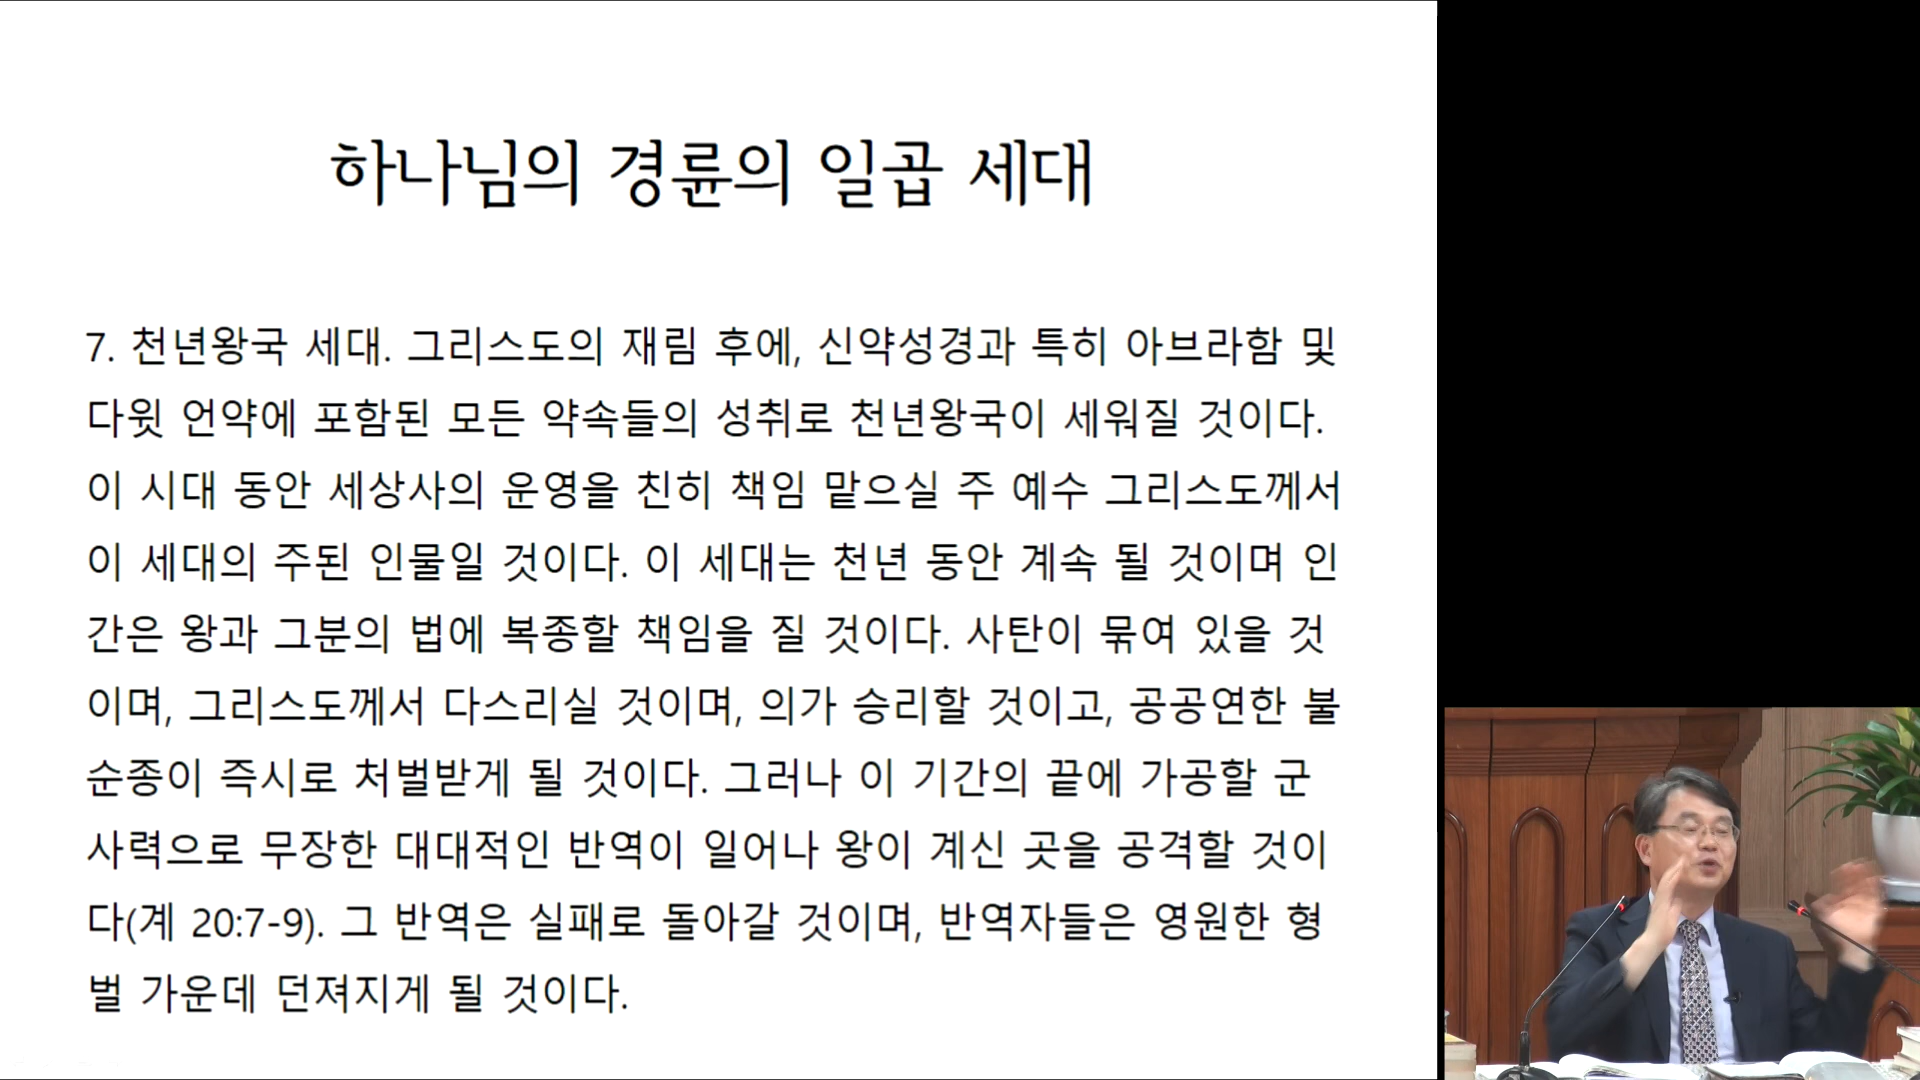 하나님의 경륜의 일곱 세대
7. 천년왕국 세대. 그리스도의 재림 후에, 신약성경과 특히 아브라함 및
다윗 언약에 포함된 모든 약속들의 성취로 천년왕국이 세워질 것이다.
이 시대 동안 세상사의 운영을 친히 책임 맡으실 주 예수 그리스도께서
이 세대의 주된 인물일 것이다. 이 세대는 천년 동안 계속 될 것이며 인
간은 왕과 그분의 법에 복종할 책임을 질 것이다. 사탄이 묶여 있을 것
이며, 그리스도께서 다스리실 것이며, 의가 승리할 것이고, 공공연한 불
순종이 즉시로 처벌받게 될 것이다. 그러나 이 기간의 끝에 가공할 군
사력으로 무장한 대대적인 반역이 일어나 왕이 계신 곳을 공격할 것이
다(계 20:7-9). 그 반역은 실패로 돌아갈 것이며, 반역자들은 영원한 형
벌 가운데 던져지게 될 것이다.